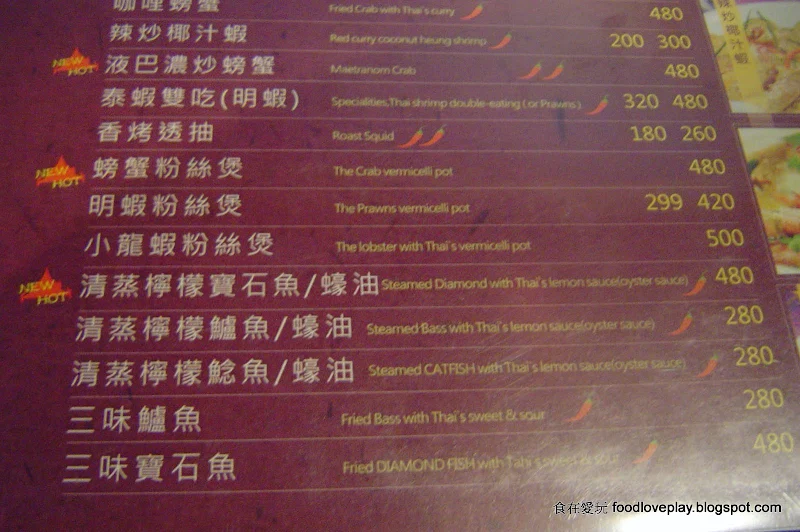 咖哩螃蟹 Fried Crab with Thai's curry 480
辣炒椰汁蝦 Red curry coconut heung shrimp 200 300
NEW HOT 液巴濃炒螃蟹 Maetranom Crab 480
泰蝦雙吃(明蝦) Specialities,Thai shrimp double-eating ( or Prawns ) 320 480
香烤透抽 Roast Squid 180 260
NEW HOT 螃蟹粉絲煲 The Crab vermicelli pot 480
明蝦粉絲煲 The Prawns vermicelli pot 299 420
小龍蝦粉絲煲 The lobster with Thai's vermicelli pot 500
NEW HOT 清蒸檸檬寶石魚/蠔油 Steamed Diamond with Thai's lemon sauce(oyster sauce) 480
清蒸檸檬鱸魚/蠔油 Steamed Bass with Thai's lemon sauce(oyster sauce) 280
清蒸檸檬鯰魚/蠔油 Steamed CATFISH with Thai's lemon sauce(oyster sauce) 280
三味鱸魚 Fried Bass with Thai's sweet & sour 280
三味寶石魚 Fried DIAMOND FISH with Tahi's sweet & sour 480
辣炒椰汁蝦
食在愛玩 foodloveplay.blogspot.com